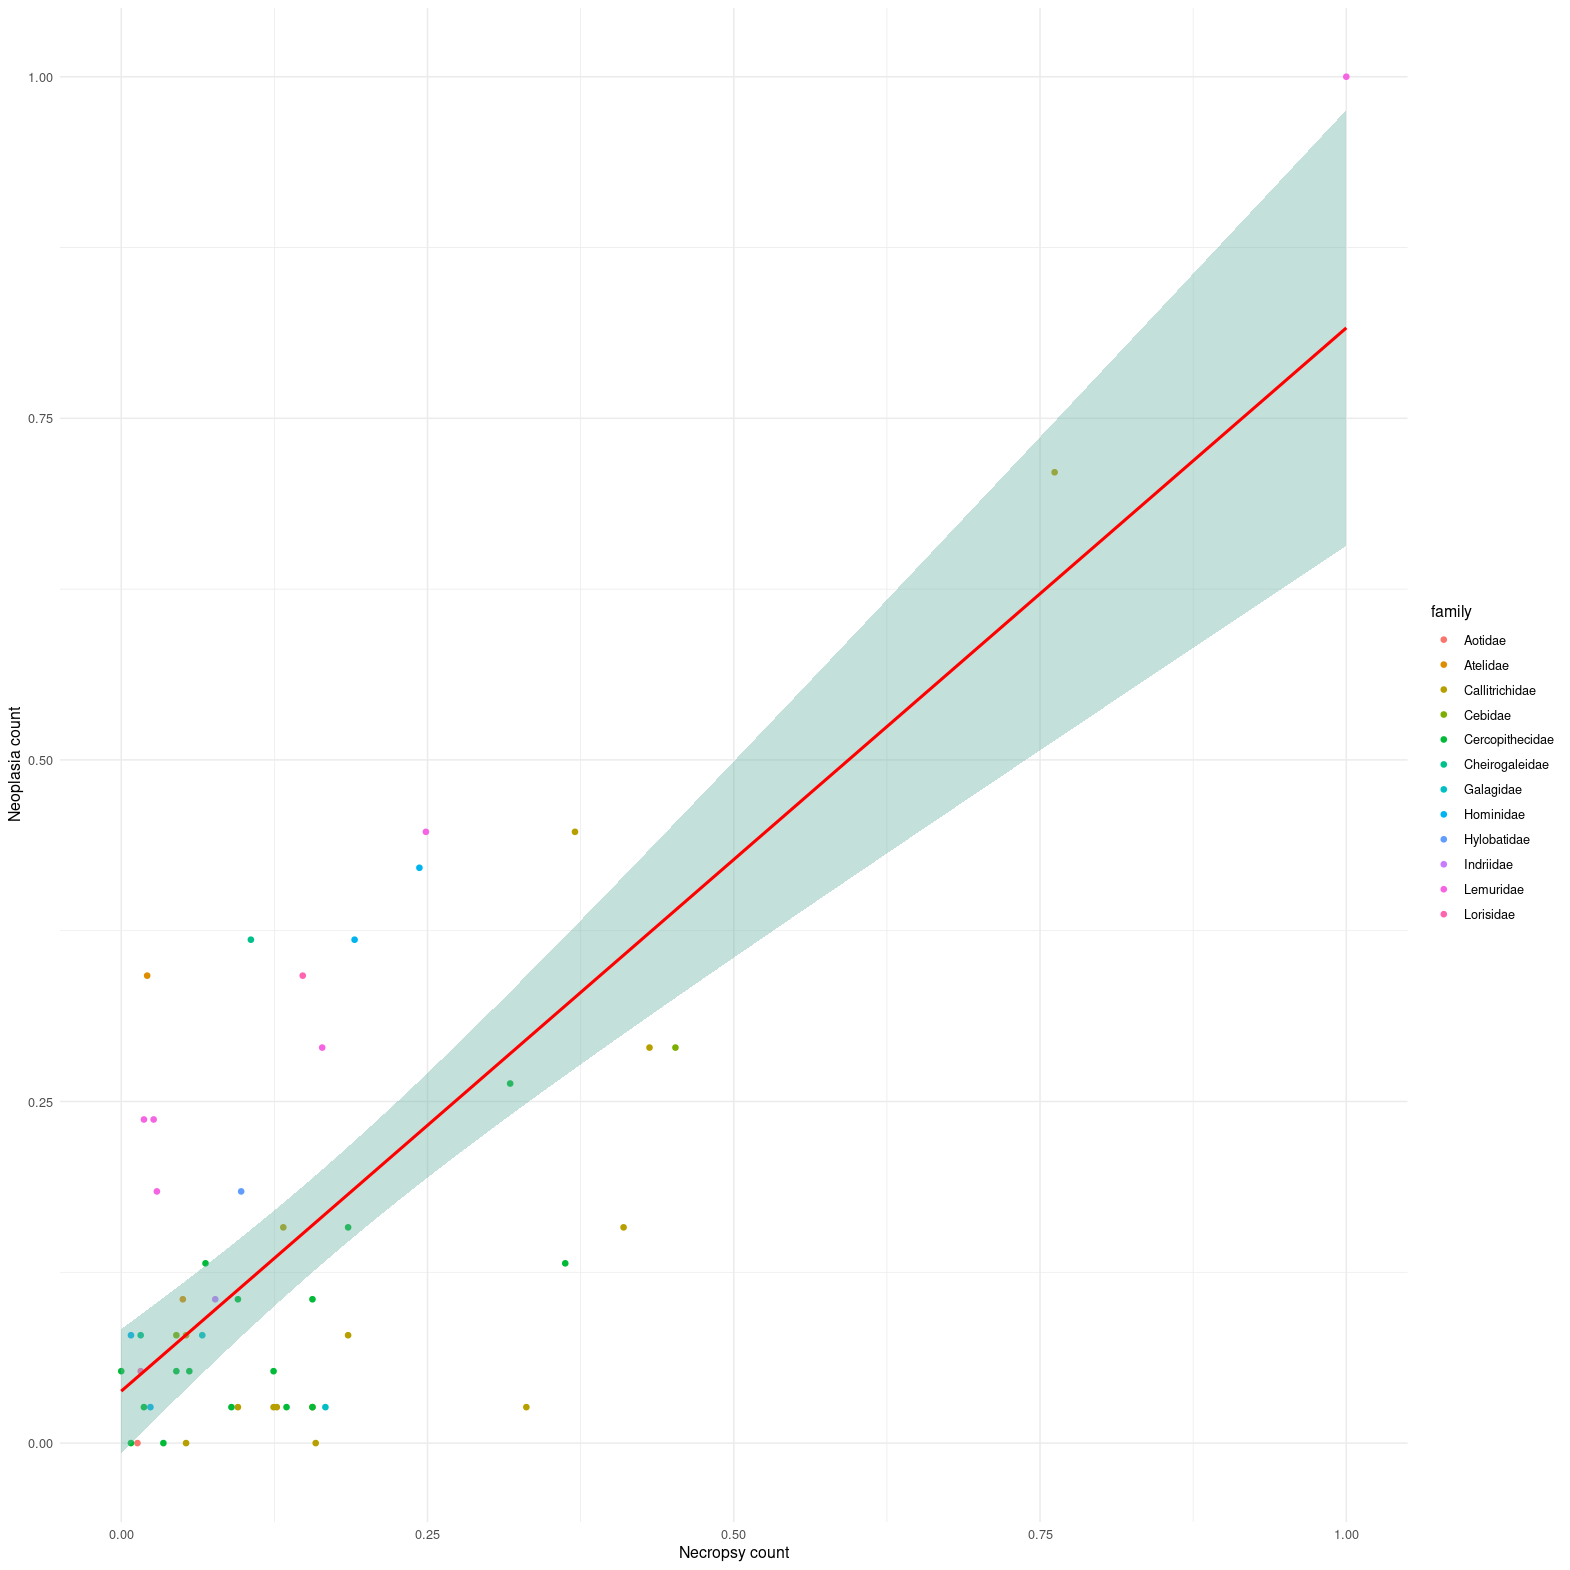 1.00
0.75
0.50
0.25
0.00
Neoplasia count
0.00
0.25
0.50
0.75
1.00
Necropsy count
family
Aotidae
Atelidae
Callitrichidae
Cebidae
Cercopithecidae
Cheirogaleidae
Galagidae
Hominidae
Hylobatidae
Indriidae
Lemuridae
Lorisidae